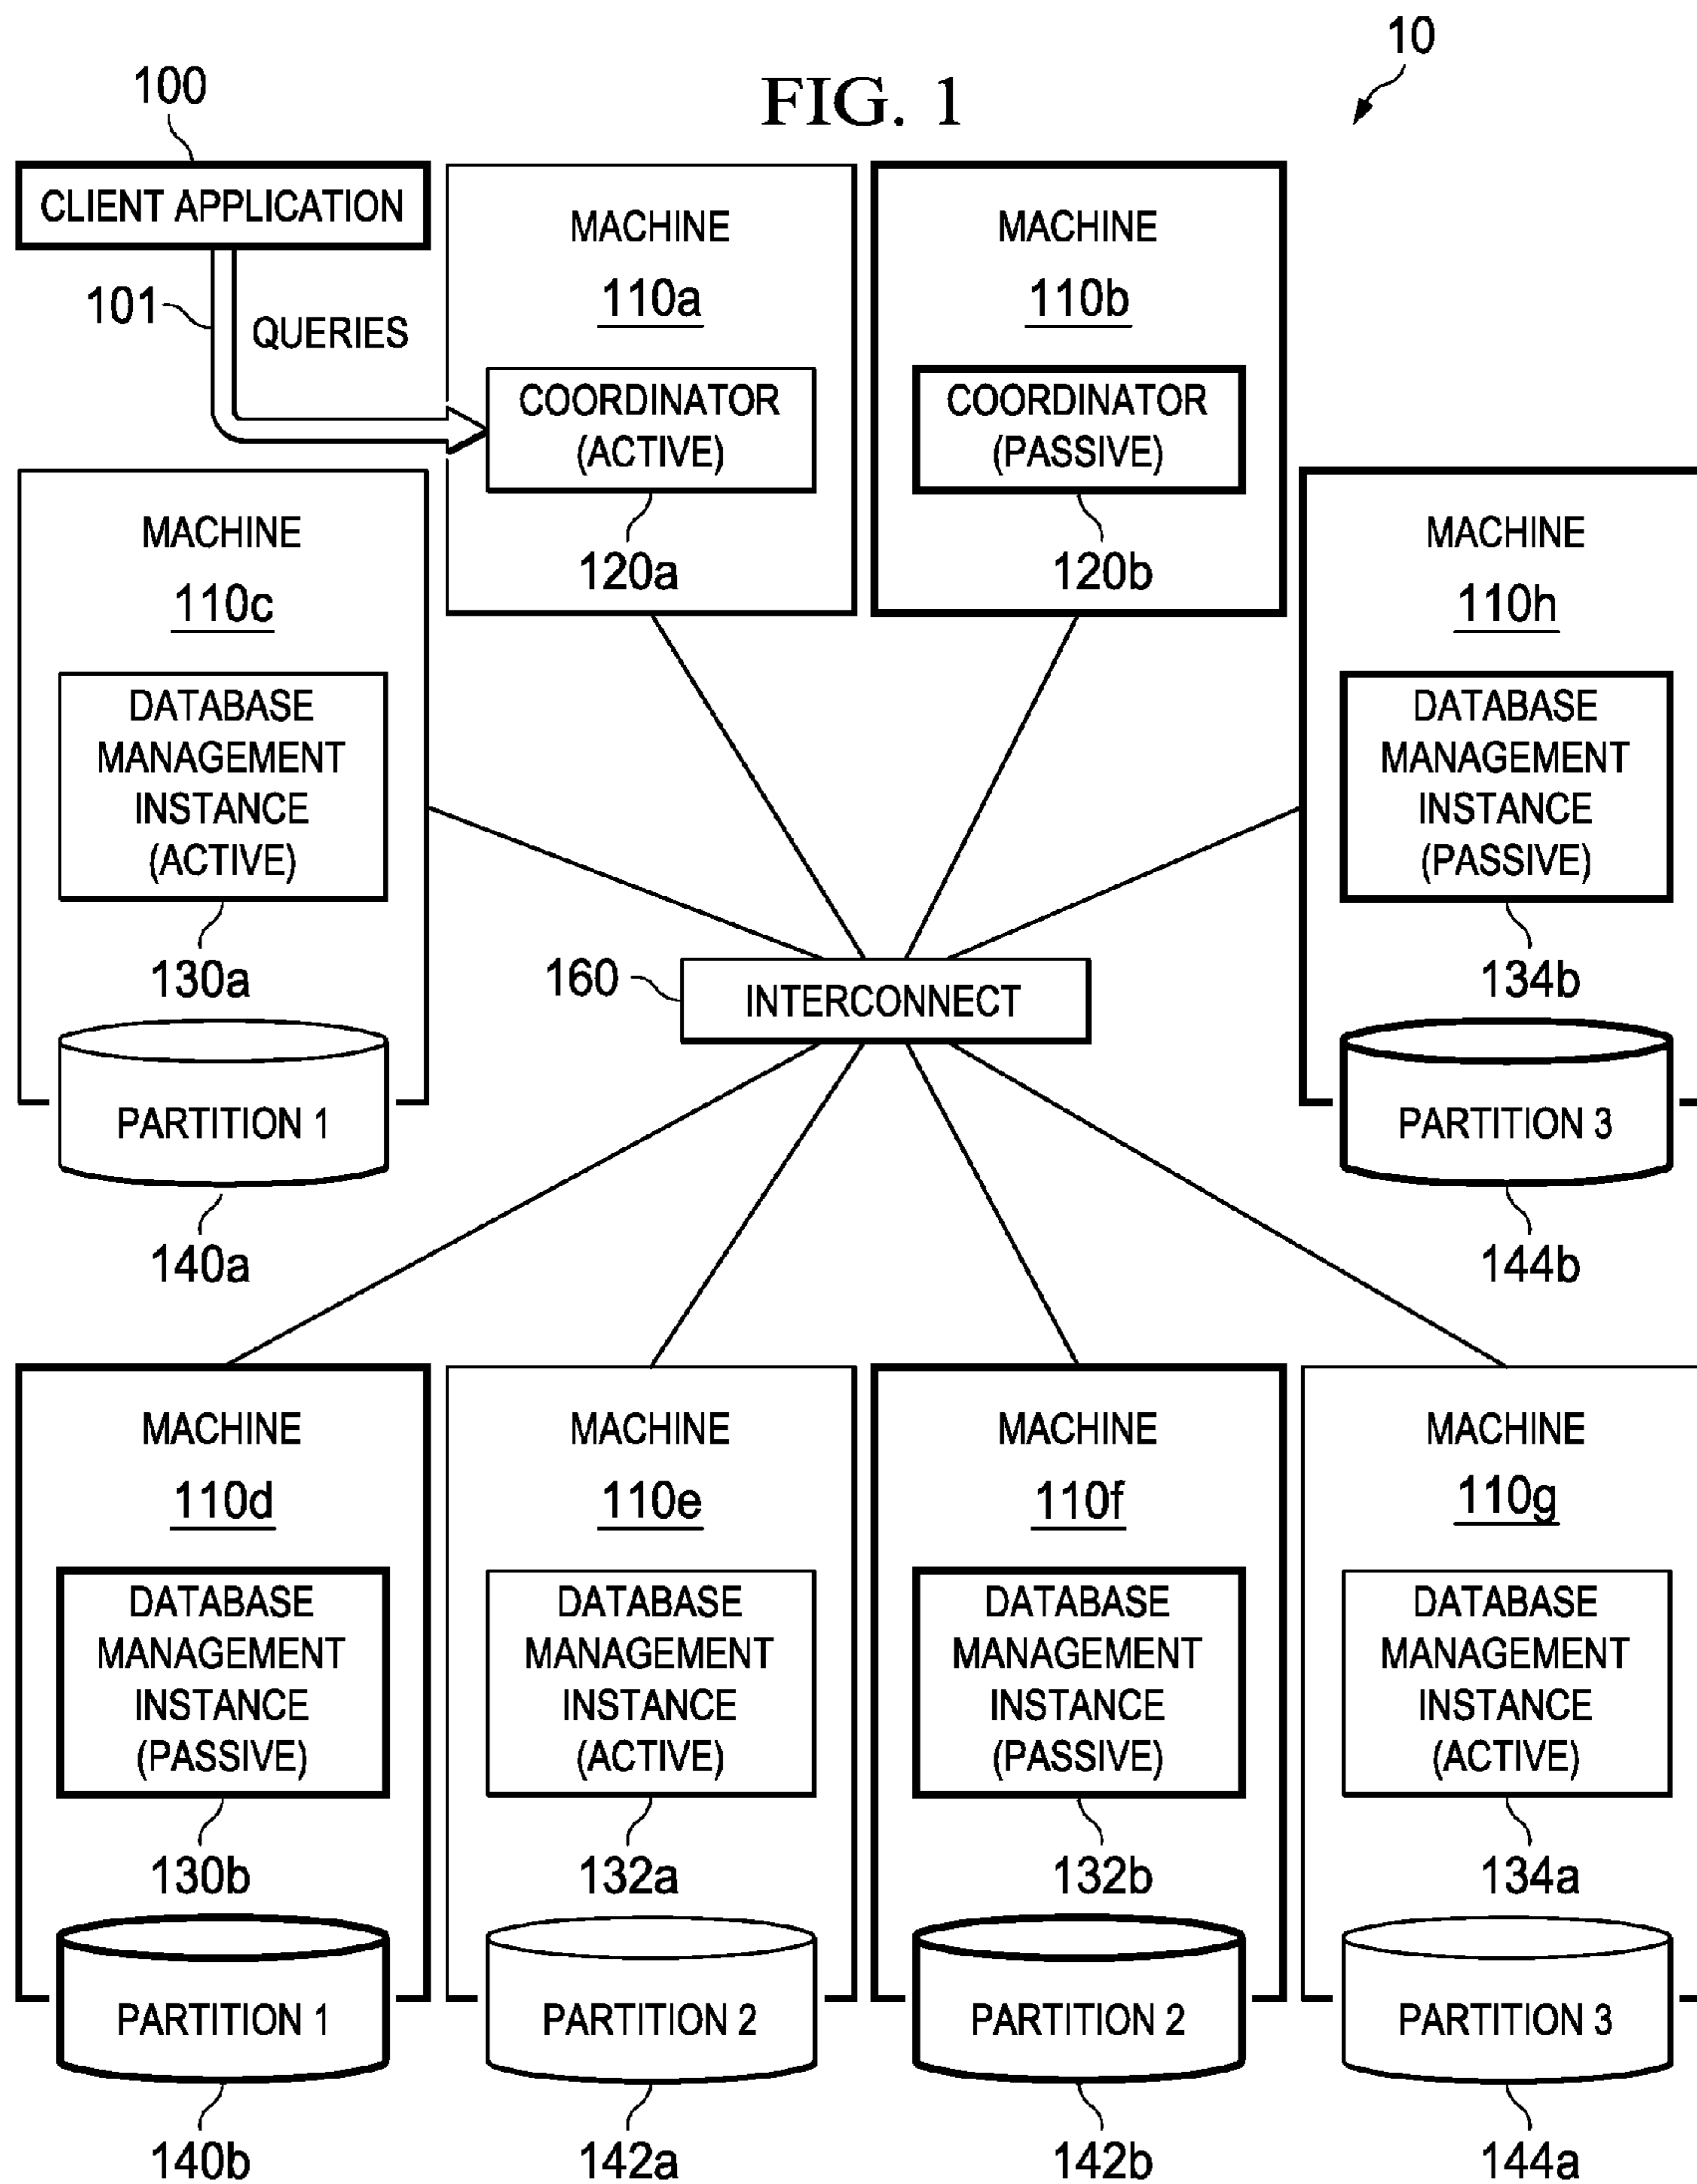 10
FIG. 1
100
CLIENT APPLICATION
101
QUERIES
MACHINE
110a
COORDINATOR
(ACTIVE)
120a
MACHINE
110b
COORDINATOR
(PASSIVE)
120b
MACHINE
110c
DATABASE
MANAGEMENT
INSTANCE
(ACTIVE)
130a
PARTITION 1
140a
MACHINE
110h
DATABASE
MANAGEMENT
INSTANCE
(PASSIVE)
134b
PARTITION 3
144b
160
INTERCONNECT
MACHINE
110d
DATABASE
MANAGEMENT
INSTANCE
(PASSIVE)
130b
PARTITION 1
140b
MACHINE
110e
DATABASE
MANAGEMENT
INSTANCE
(ACTIVE)
132a
PARTITION 2
142a
MACHINE
110f
DATABASE
MANAGEMENT
INSTANCE
(PASSIVE)
132b
PARTITION 2
142b
MACHINE
110g
DATABASE
MANAGEMENT
INSTANCE
(ACTIVE)
134a
PARTITION 3
144a